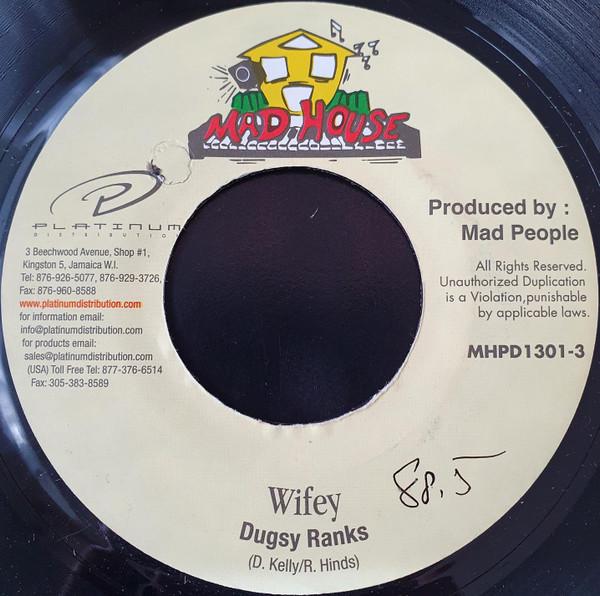 MAD HOUSE
PLATINUM
DISTRIBUTION
3 Beechwood Avenue, Shop #1,
Kingston 5, Jamaica W.I.
Tel: 876-926-5077, 876-929-3726,
Fax: 876-960-8588
www.platinumdistribution.com
for information email:
info@platinumdistribution.com
for products email:
sales@platinumdistribution.com
(USA) Toll Free Tel: 877-376-6514
Fax: 305-383-8589
Produced by :
Mad People
All Rights Reserved.
Unauthorized Duplication
is a Violation,punishable
by applicable laws.
MHPD1301-3
88.5
Wifey
Dugsy Ranks
(D. Kelly/R. Hinds)